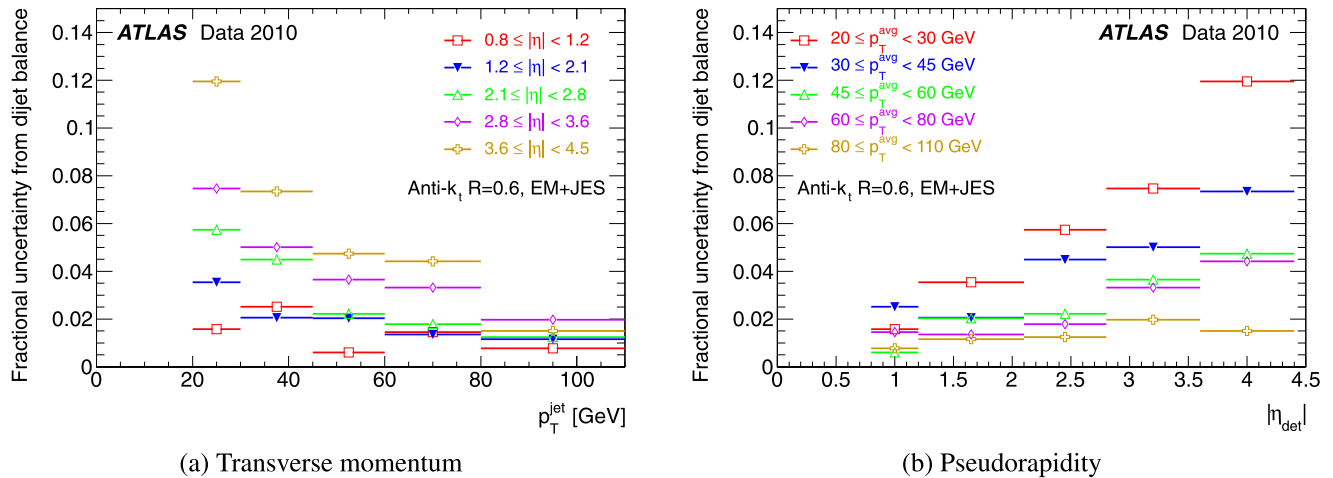 ATLAS Data 2010
0.8 ≤ |η| < 1.2
1.2 ≤ |η| < 2.1
2.1 ≤ |η| < 2.8
2.8 ≤ |η| < 3.6
3.6 ≤ |η| < 4.5
Anti-k_t R=0.6, EM+JES
Fractional uncertainty from dijet balance
0.14
0.12
0.1
0.08
0.06
0.04
0.02
0
0 20 40 60 80 100
p_T^jet [GeV]
(a) Transverse momentum
ATLAS Data 2010
20 ≤ p_T^avg < 30 GeV
30 ≤ p_T^avg < 45 GeV
45 ≤ p_T^avg < 60 GeV
60 ≤ p_T^avg < 80 GeV
80 ≤ p_T^avg < 110 GeV
Anti-k_t R=0.6, EM+JES
Fractional uncertainty from dijet balance
0.14
0.12
0.1
0.08
0.06
0.04
0.02
0
0 0.5 1 1.5 2 2.5 3 3.5 4 4.5
|η_det|
(b) Pseudorapidity